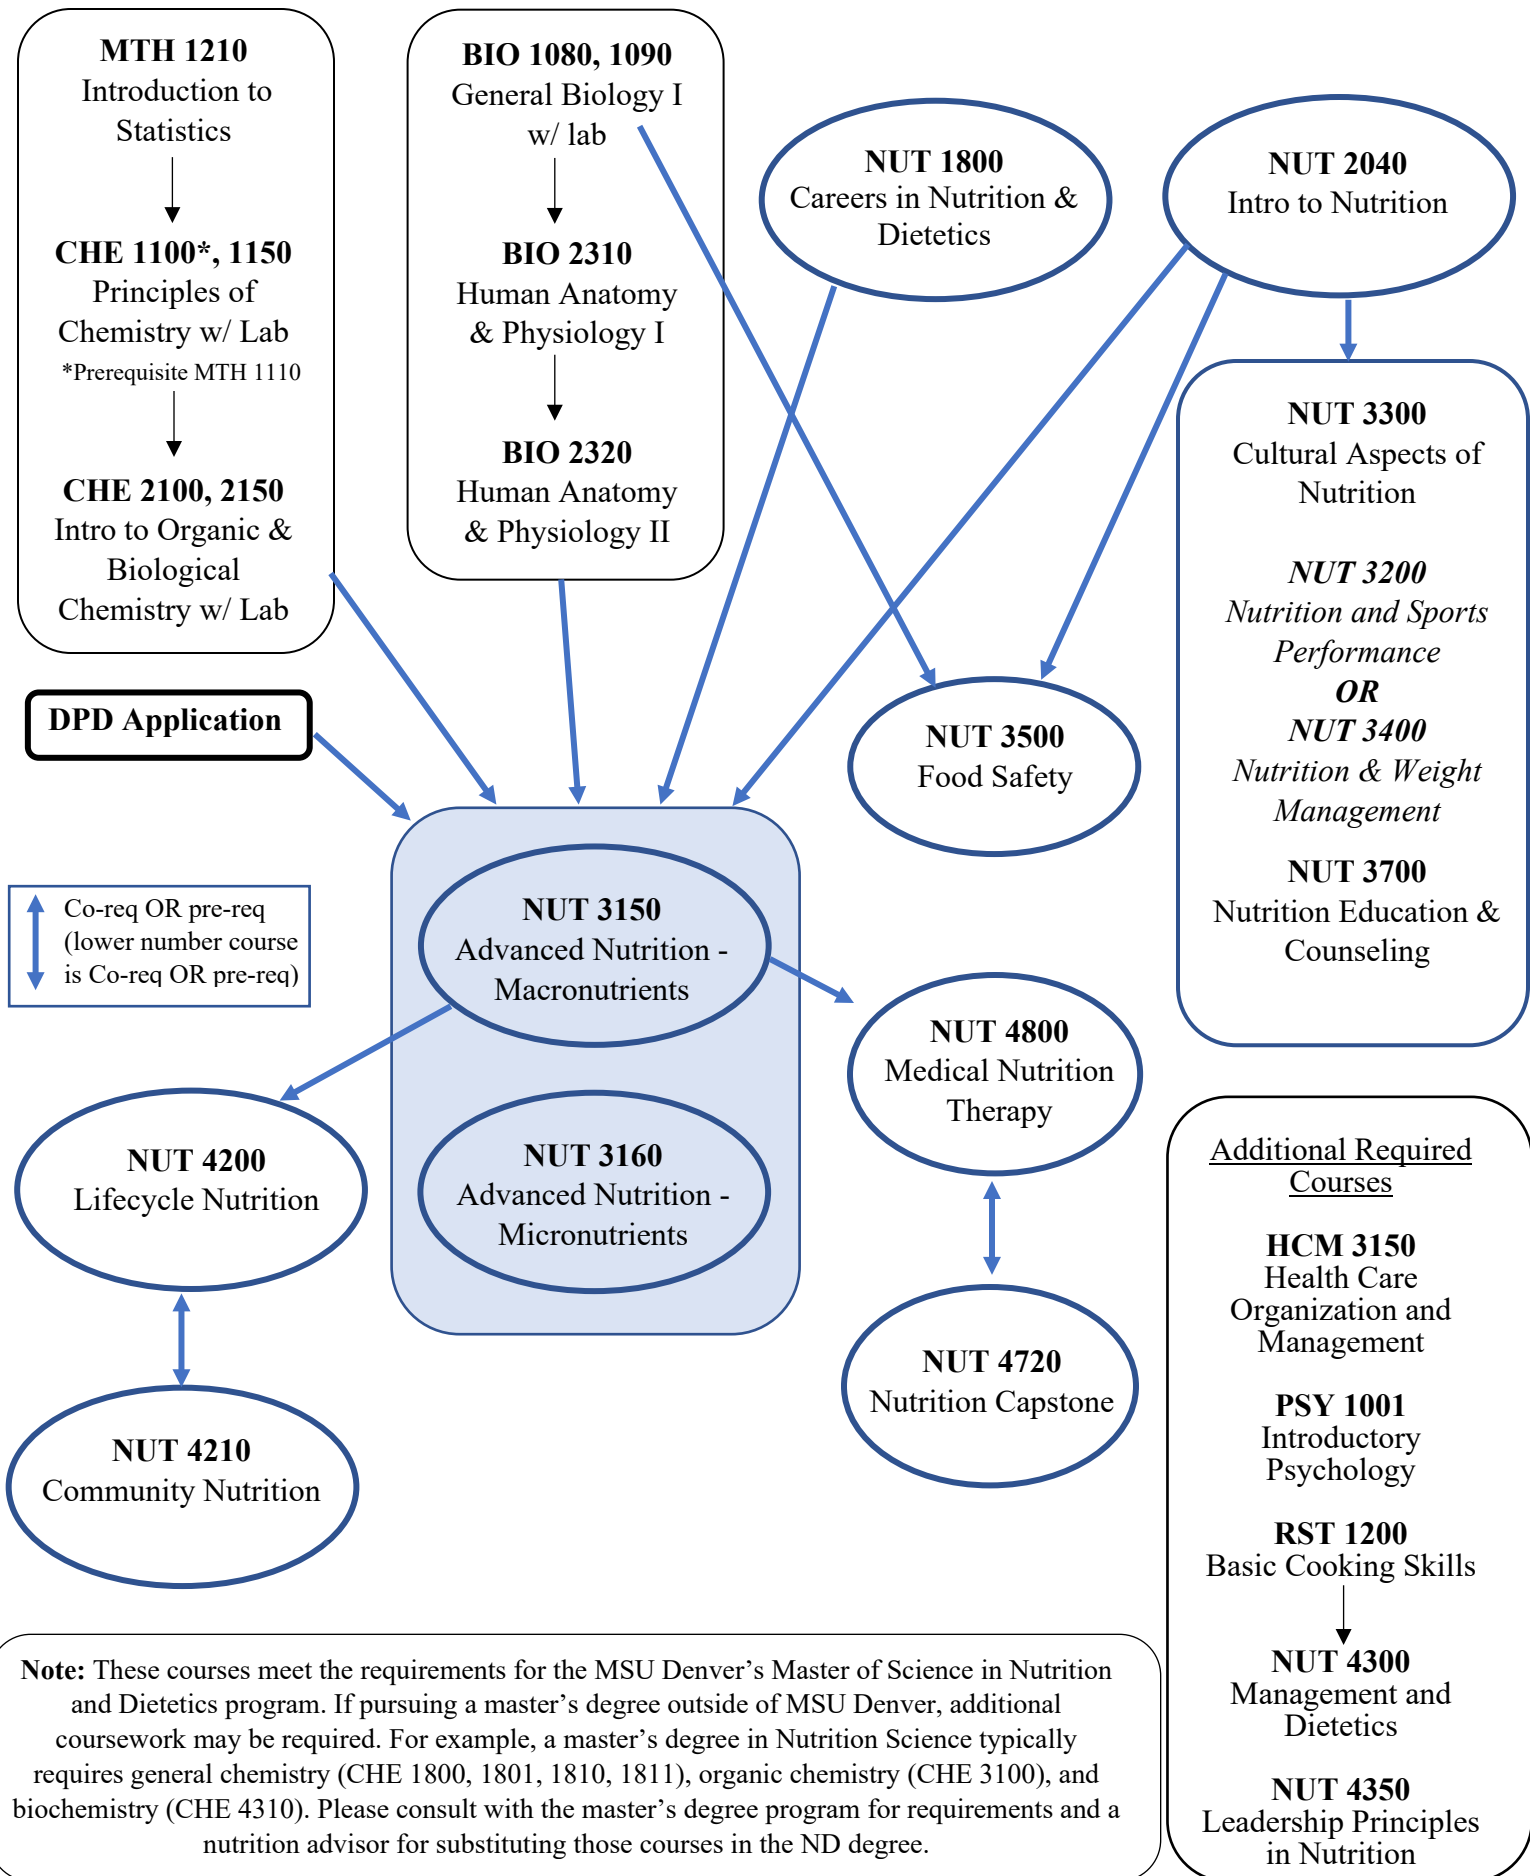 MTH 1210
Introduction to
Statistics
CHE 1100*, 1150
Principles of
Chemistry w/ Lab
*Prerequisite MTH 1110
CHE 2100, 2150
Intro to Organic &
Biological
Chemistry w/ Lab
BIO 1080, 1090
General Biology I
w/ lab
BIO 2310
Human Anatomy
& Physiology I
BIO 2320
Human Anatomy
& Physiology II
NUT 1800
Careers in Nutrition &
Dietetics
NUT 2040
Intro to Nutrition
NUT 3300
Cultural Aspects of
Nutrition
NUT 3200
Nutrition and Sports
Performance
OR
NUT 3400
Nutrition & Weight
Management
NUT 3700
Nutrition Education &
Counseling
DPD Application
NUT 3500
Food Safety
Co-req OR pre-req
(lower number course
is Co-req OR pre-req)
NUT 3150
Advanced Nutrition -
Macronutrients
NUT 3160
Advanced Nutrition -
Micronutrients
NUT 4800
Medical Nutrition
Therapy
NUT 4200
Lifecycle Nutrition
NUT 4720
Nutrition Capstone
NUT 4210
Community Nutrition
Additional Required
Courses
HCM 3150
Health Care
Organization and
Management
PSY 1001
Introductory
Psychology
RST 1200
Basic Cooking Skills
NUT 4300
Management and
Dietetics
NUT 4350
Leadership Principles
in Nutrition
Note: These courses meet the requirements for the MSU Denver’s Master of Science in Nutrition
and Dietetics program. If pursuing a master’s degree outside of MSU Denver, additional
coursework may be required. For example, a master’s degree in Nutrition Science typically
requires general chemistry (CHE 1800, 1801, 1810, 1811), organic chemistry (CHE 3100), and
biochemistry (CHE 4310). Please consult with the master’s degree program for requirements and a
nutrition advisor for substituting those courses in the ND degree.